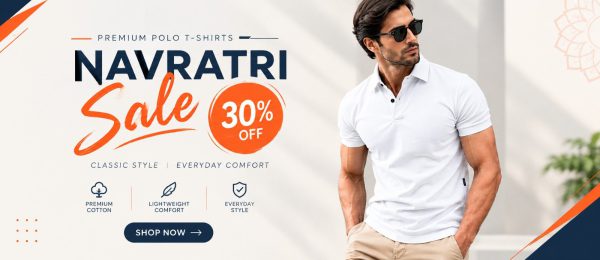 PREMIUM POLO T-SHIRTS
NAVRATRI
Sale
30%
OFF
CLASSIC STYLE | EVERYDAY COMFORT
PREMIUM
COTTON
LIGHTWEIGHT
COMFORT
EVERYDAY
STYLE
SHOP NOW →